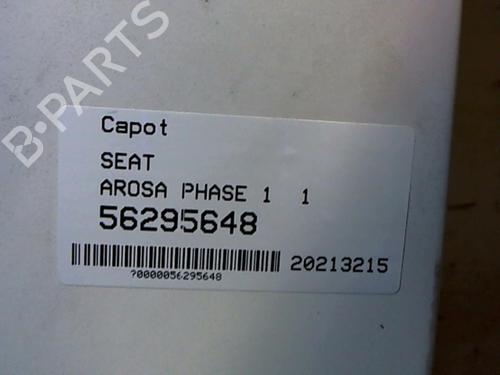 B-PARTS
Capot
SEAT
AROSA PHASE 1 1
56295648
20213215
?0000056295648